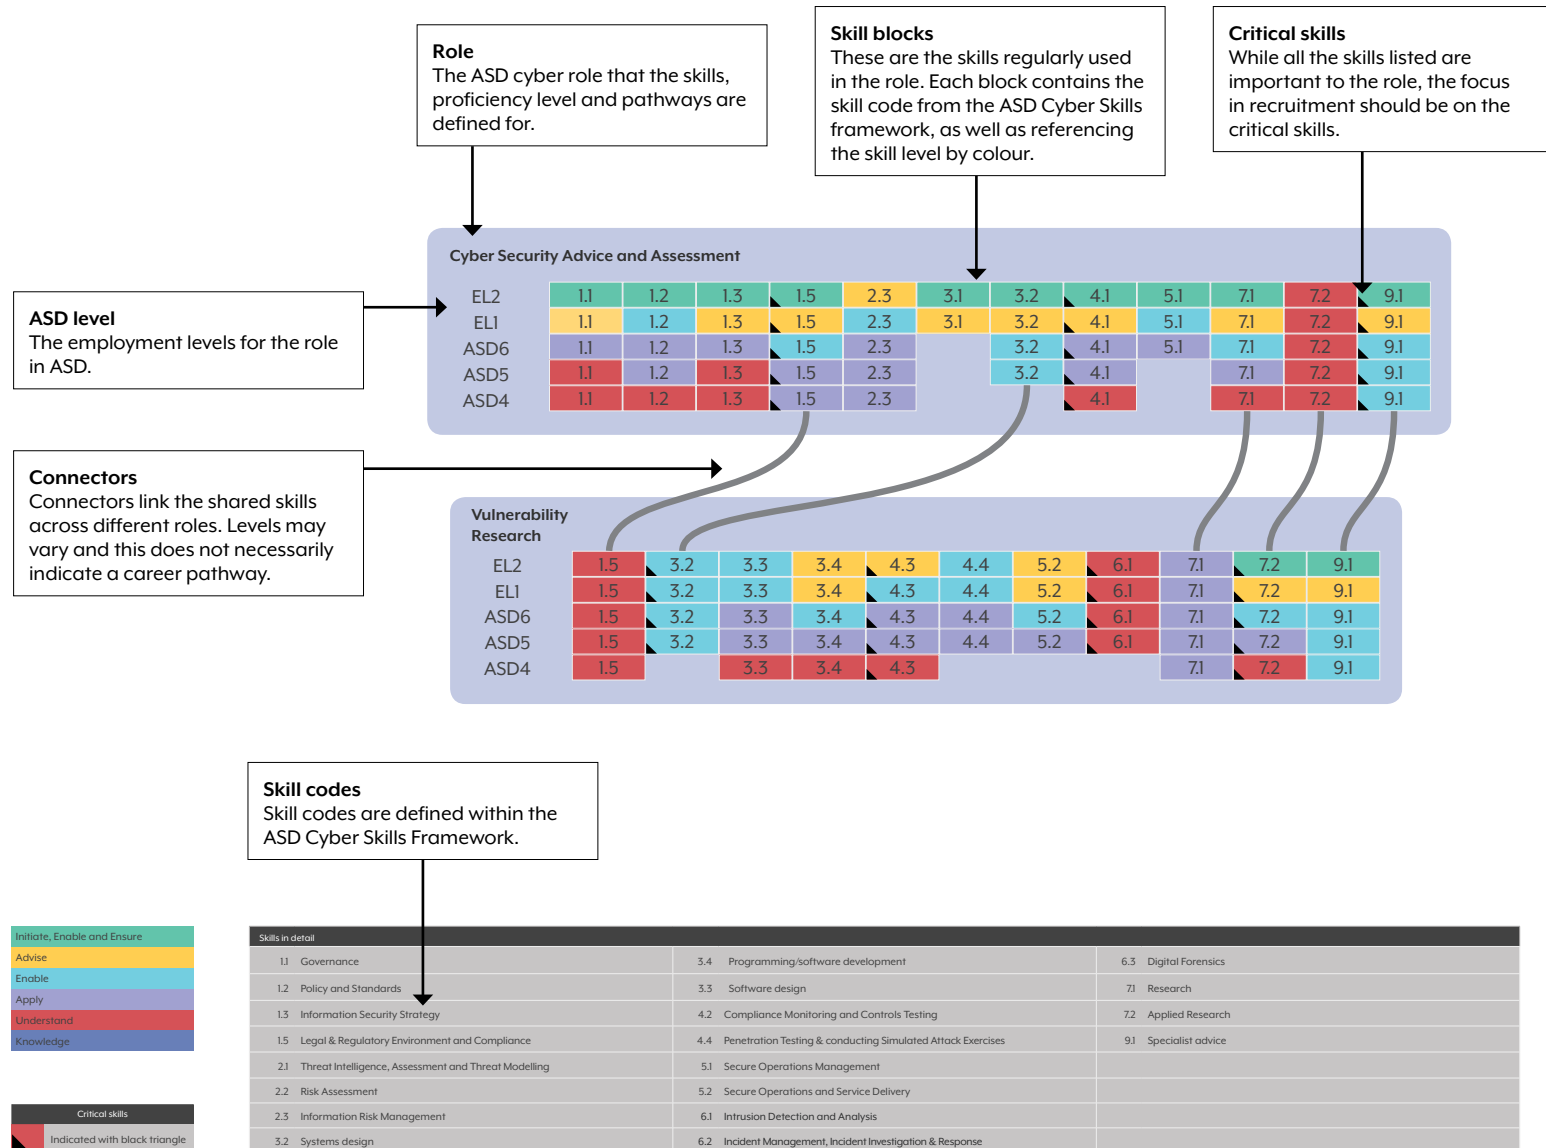 Role
The ASD cyber role that the skills,
proficiency level and pathways are
defined for.
Skill blocks
These are the skills regularly used
in the role. Each block contains the
skill code from the ASD Cyber Skills
framework, as well as referencing
the skill level by colour.
Critical skills
While all the skills listed are
important to the role, the focus
in recruitment should be on the
critical skills.
ASD level
The employment levels for the role
in ASD.
Cyber Security Advice and Assessment
EL2 1.1 1.2 1.3 1.5 2.3 3.1 3.2 4.1 5.1 7.1 7.2 9.1
EL1 1.1 1.2 1.3 1.5 2.3 3.1 3.2 4.1 5.1 7.1 7.2 9.1
ASD6 1.1 1.2 1.3 1.5 2.3 3.2 4.1 5.1 7.1 7.2 9.1
ASD5 1.1 1.2 1.3 1.5 2.3 3.2 4.1 7.1 7.2 9.1
ASD4 1.1 1.2 1.3 1.5 2.3 4.1 7.1 7.2 9.1
Connectors
Connectors link the shared skills
across different roles. Levels may
vary and this does not necessarily
indicate a career pathway.
Vulnerability
Research
EL2 1.5 3.2 3.3 3.4 4.3 4.4 5.2 6.1 7.1 7.2 9.1
EL1 1.5 3.2 3.3 3.4 4.3 4.4 5.2 6.1 7.1 7.2 9.1
ASD6 1.5 3.2 3.3 3.4 4.3 4.4 5.2 6.1 7.1 7.2 9.1
ASD5 1.5 3.2 3.3 3.4 4.3 4.4 5.2 6.1 7.1 7.2 9.1
ASD4 1.5 3.3 3.4 4.3 7.1 7.2 9.1
Skill codes
Skill codes are defined within the
ASD Cyber Skills Framework.
Initiate, Enable and Ensure
Advise
Enable
Apply
Understand
Knowledge
Critical skills
Indicated with black triangle
Skills in detail
1.1 Governance 3.4 Programming/software development 6.3 Digital Forensics
1.2 Policy and Standards 3.3 Software design 7.1 Research
1.3 Information Security Strategy 4.2 Compliance Monitoring and Controls Testing 7.2 Applied Research
1.5 Legal & Regulatory Environment and Compliance 4.4 Penetration Testing & conducting Simulated Attack Exercises 9.1 Specialist advice
2.1 Threat Intelligence, Assessment and Threat Modelling 5.1 Secure Operations Management
2.2 Risk Assessment 5.2 Secure Operations and Service Delivery
2.3 Information Risk Management 6.1 Intrusion Detection and Analysis
3.2 Systems design 6.2 Incident Management, Incident Investigation & Response